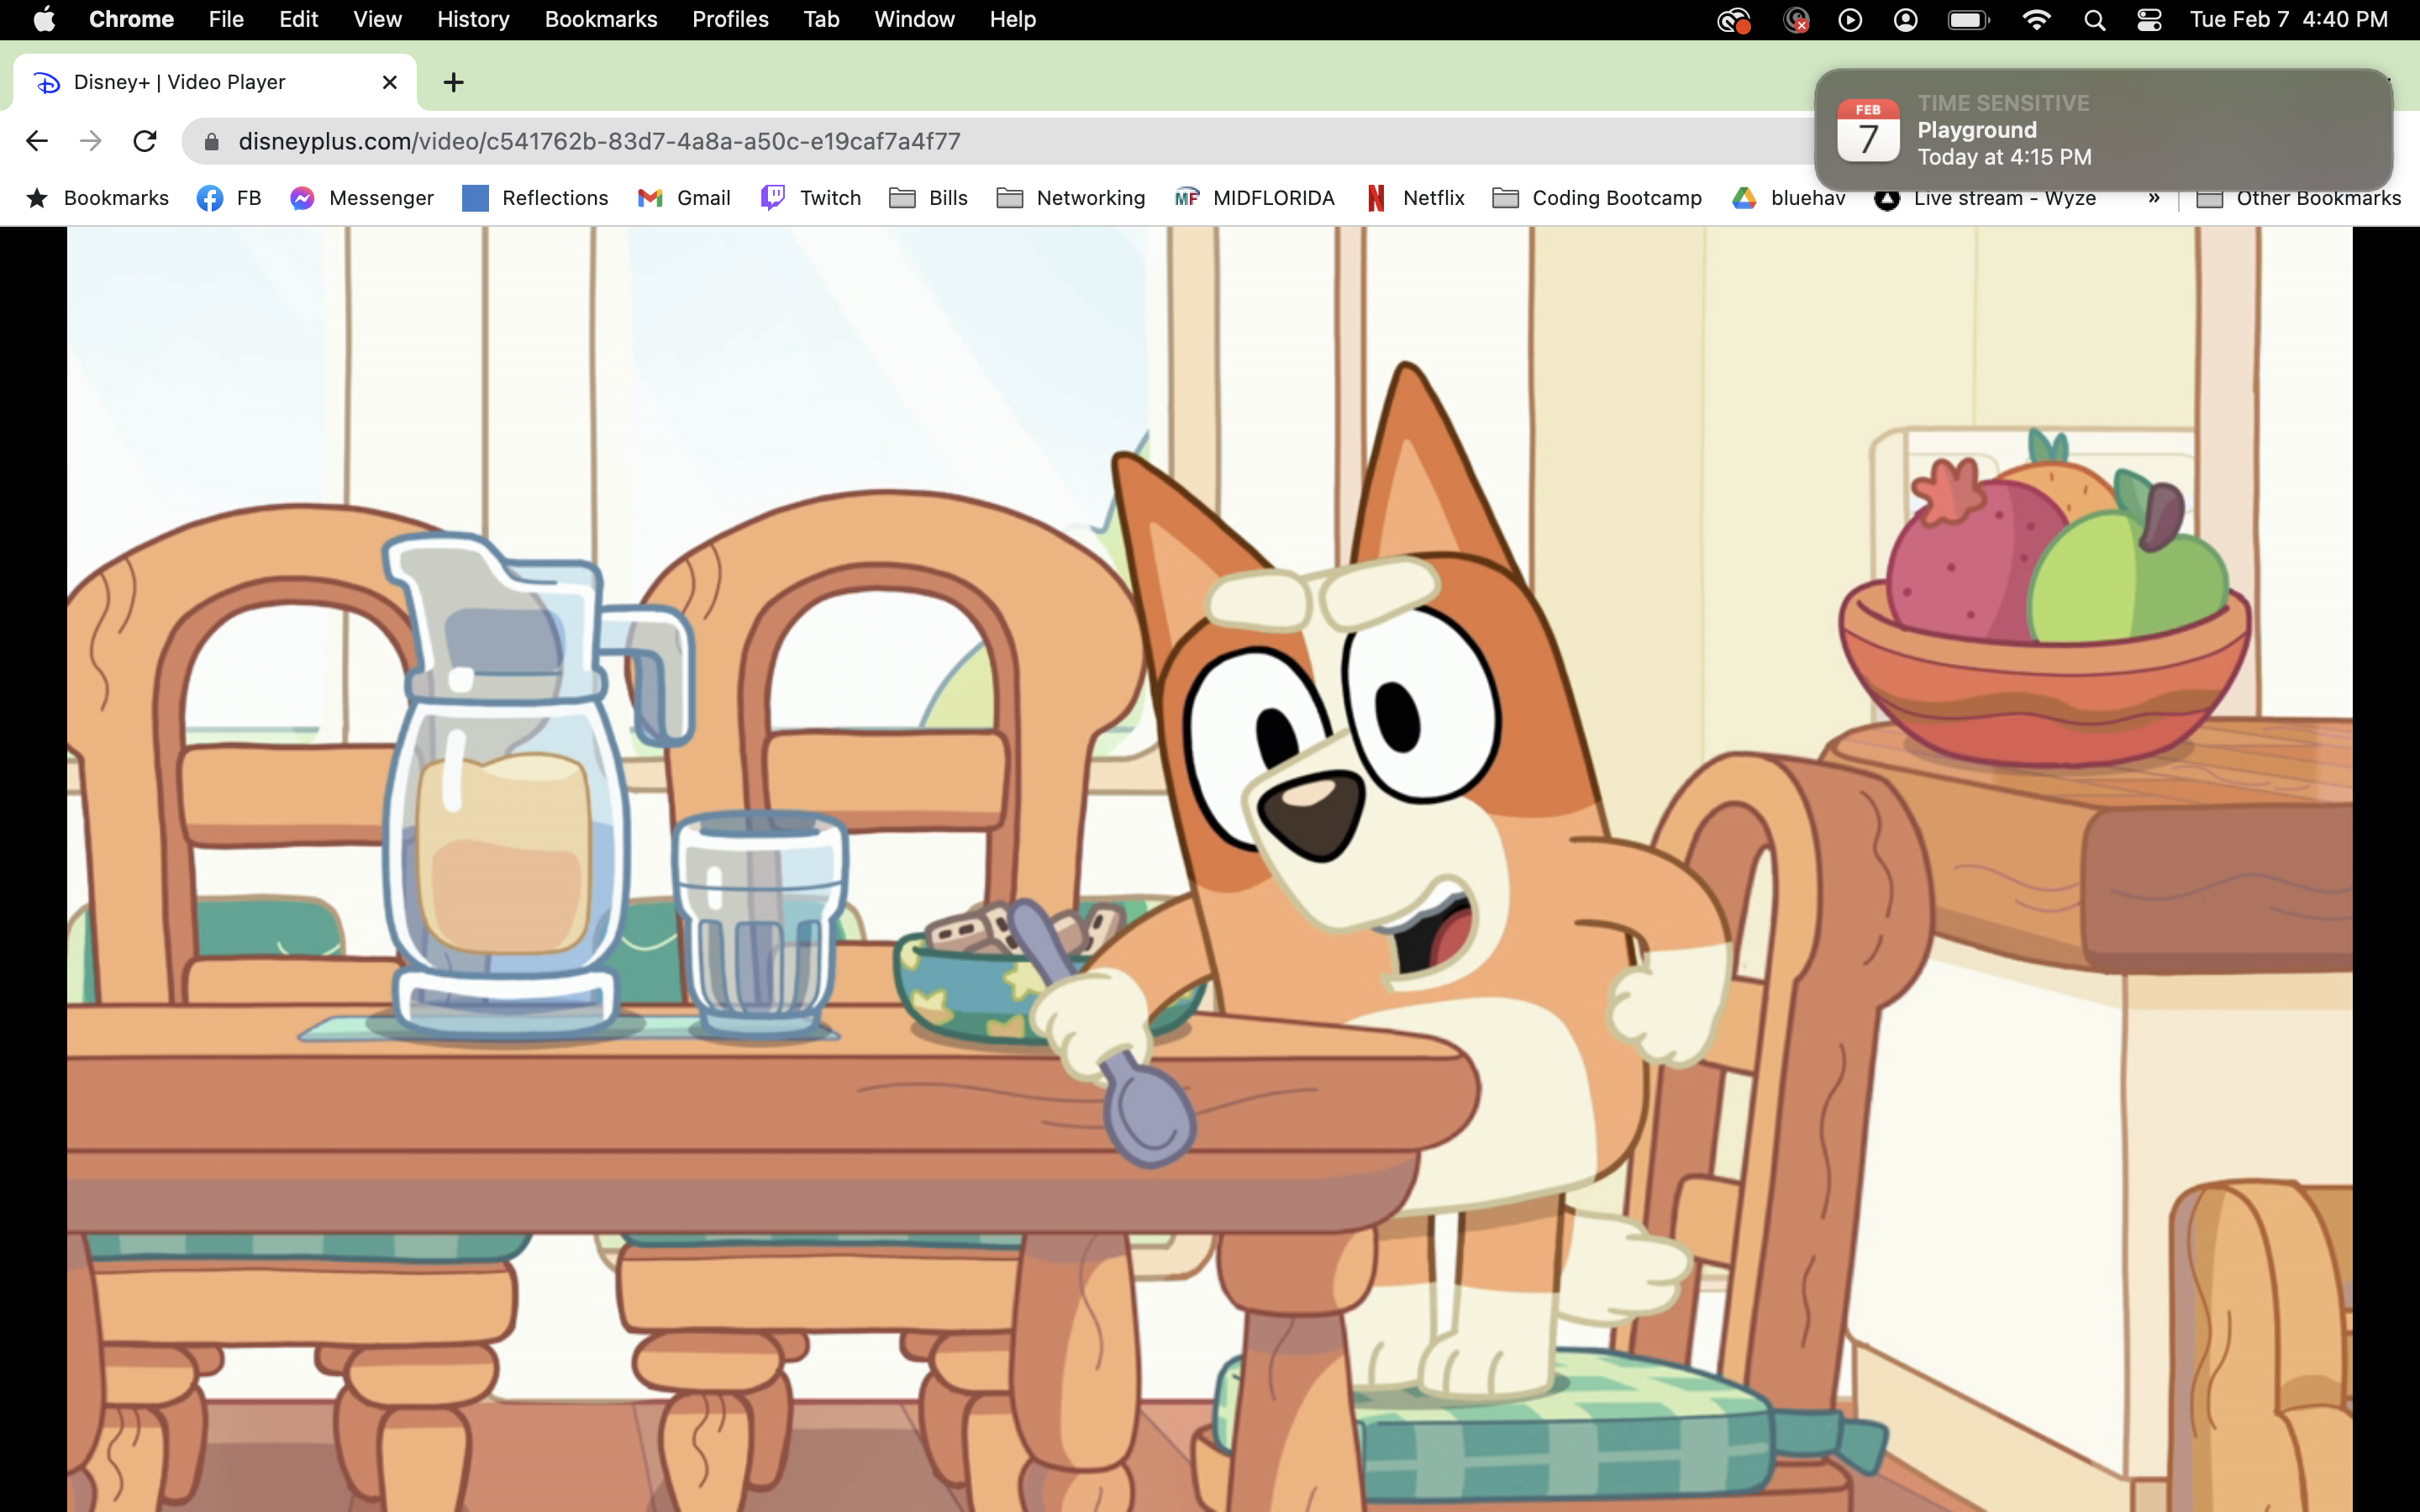 Chrome File Edit View History Bookmarks Profiles Tab Window Help Tue Feb 7 4:40 PM
Disney+ | Video Player
disneyplus.com/video/c541762b-83d7-4a8a-a50c-e19caf7a4f77
FEB
7
TIME SENSITIVE
Playground
Today at 4:15 PM
Bookmarks FB Messenger Reflections Gmail Twitch Bills Networking MF MIDFLORIDA Netflix Coding Bootcamp bluehav Live stream - Wyze » Other Bookmarks